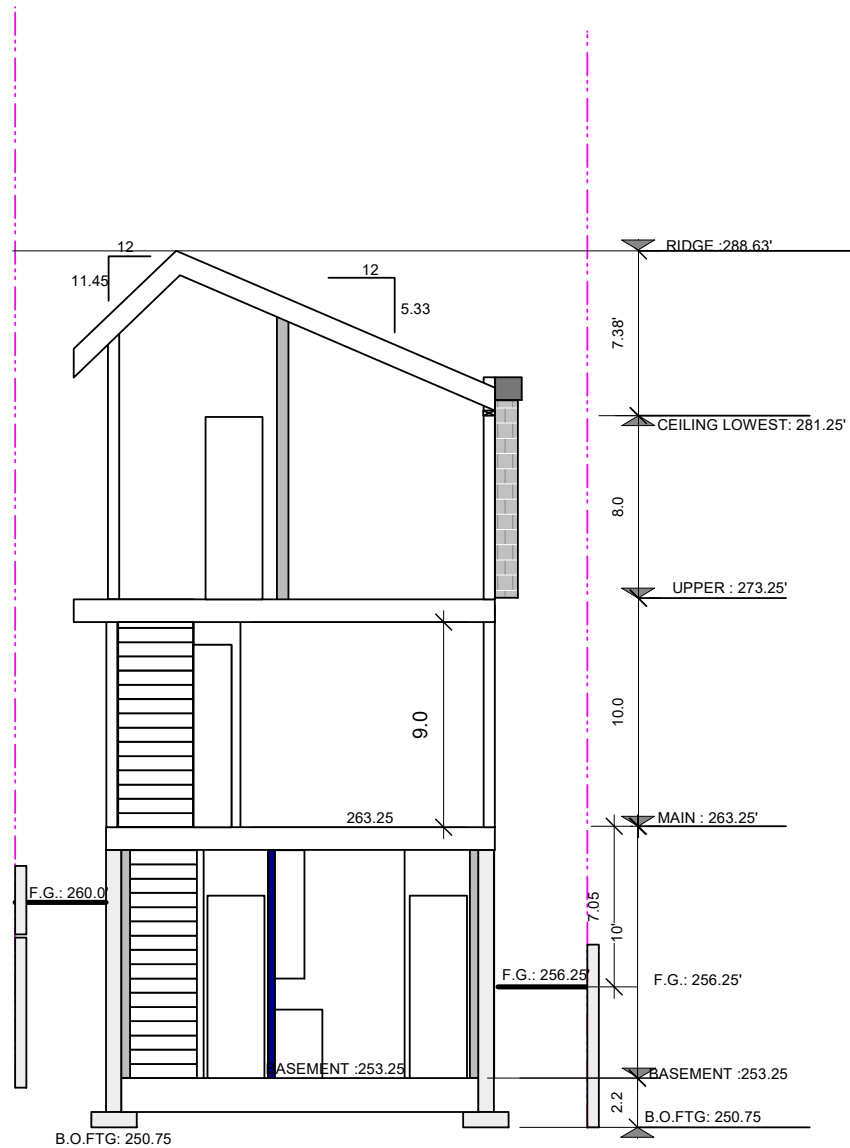 RIDGE :288.63'
12
11.45
12
5.33
7.38'
CEILING LOWEST: 281.25'
8.0
UPPER : 273.25'
10.0
9.0
263.25
MAIN : 263.25'
F.G.: 260.0'
7.05
10'
F.G.: 256.25'
F.G.: 256.25'
BASEMENT :253.25
BASEMENT :253.25
2.2
B.O.FTG: 250.75
B.O.FTG: 250.75